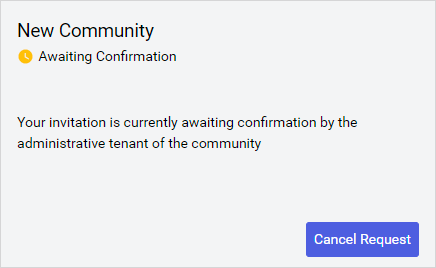 New Community
Awaiting Confirmation
Your invitation is currently awaiting confirmation by the
administrative tenant of the community
Cancel Request